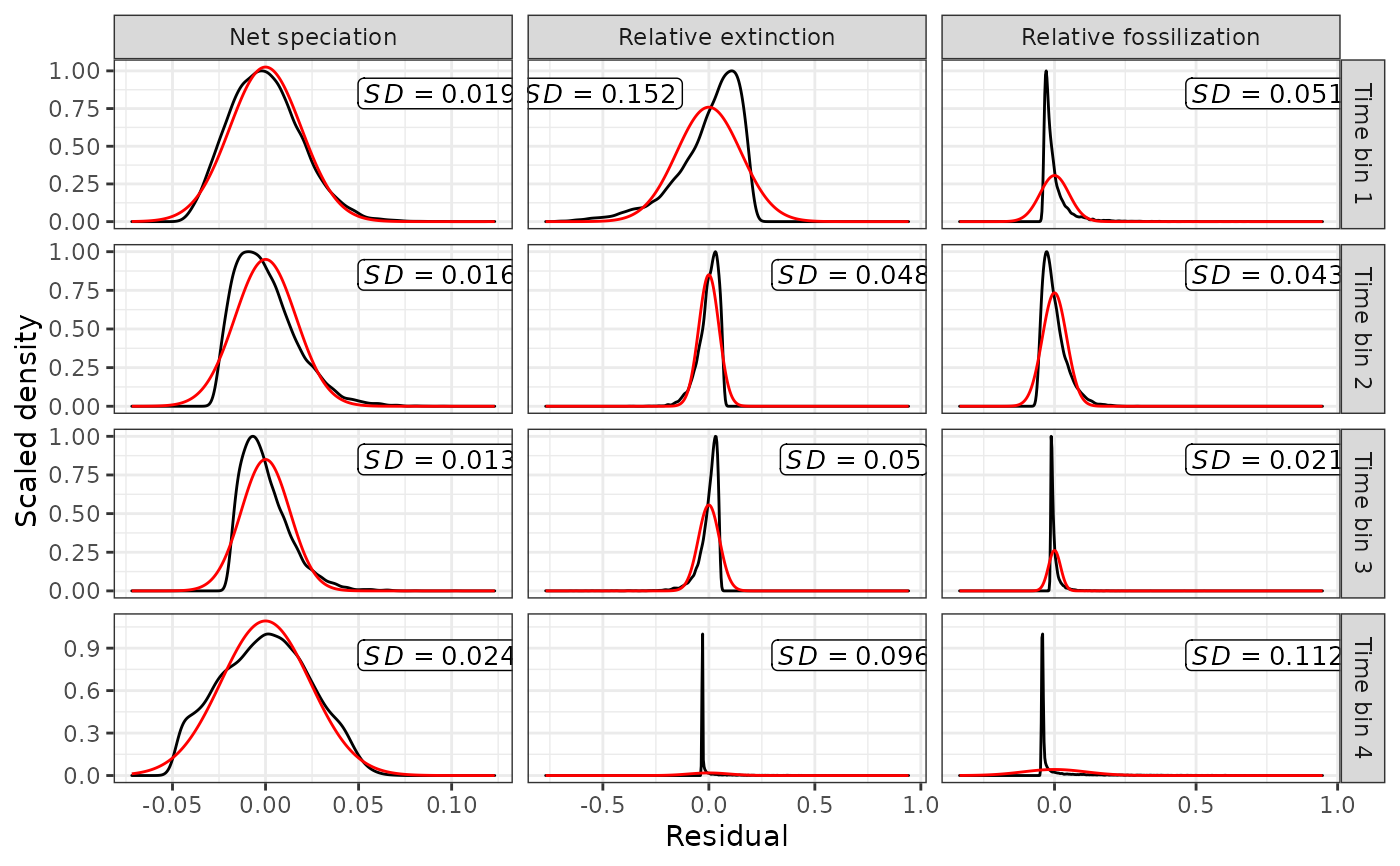 Net speciation
Relative extinction
Relative fossilization
Scaled density
1.00
0.75
0.50
0.25
0.00
SD = 0.019
SD = 0.152
SD = 0.051
Time bin 1
1.00
0.75
0.50
0.25
0.00
SD = 0.016
SD = 0.048
SD = 0.043
Time bin 2
1.00
0.75
0.50
0.25
0.00
SD = 0.013
SD = 0.05
SD = 0.021
Time bin 3
0.9
0.6
0.3
0.0
SD = 0.024
SD = 0.096
SD = 0.112
Time bin 4
-0.05 0.00 0.05 0.10
-0.5 0.0 0.5 1.0
0.0 0.5 1.0
Residual